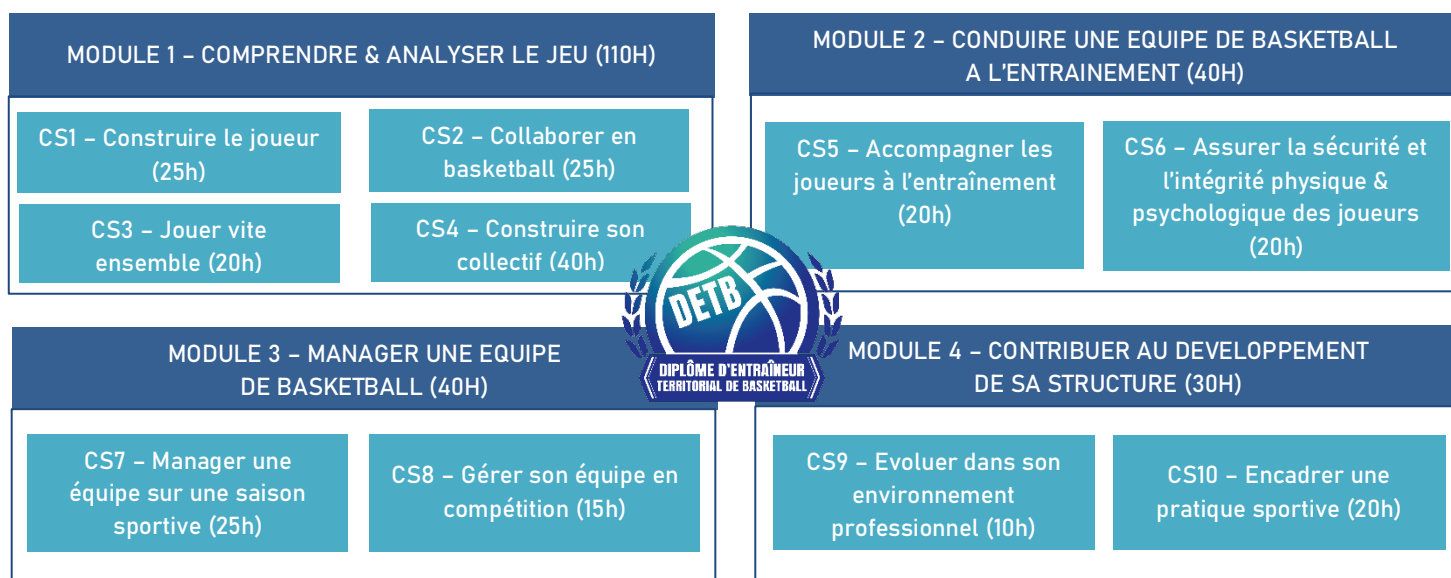 MODULE 1 – COMPRENDRE & ANALYSER LE JEU (110H)
CS1 – Construire le joueur
(25h)
CS2 – Collaborer en
basketball (25h)
CS3 – Jouer vite
ensemble (20h)
CS4 – Construire son
collectif (40h)
MODULE 2 – CONDUIRE UNE EQUIPE DE BASKETBALL
A L'ENTRAINEMENT (40H)
CS5 – Accompagner les
joueurs à l'entraînement
(20h)
CS6 – Assurer la sécurité et
l'intégrité physique &
psychologique des joueurs
(20h)
DETB
DIPLÔME D'ENTRAÎNEUR
TERRITORIAL DE BASKETBALL
MODULE 3 – MANAGER UNE EQUIPE
DE BASKETBALL (40H)
CS7 – Manager une
équipe sur une saison
sportive (25h)
CS8 – Gérer son équipe en
compétition (15h)
MODULE 4 – CONTRIBUER AU DEVELOPPEMENT
DE SA STRUCTURE (30H)
CS9 – Evoluer dans son
environnement
professionnel (10h)
CS10 – Encadrer une
pratique sportive (20h)